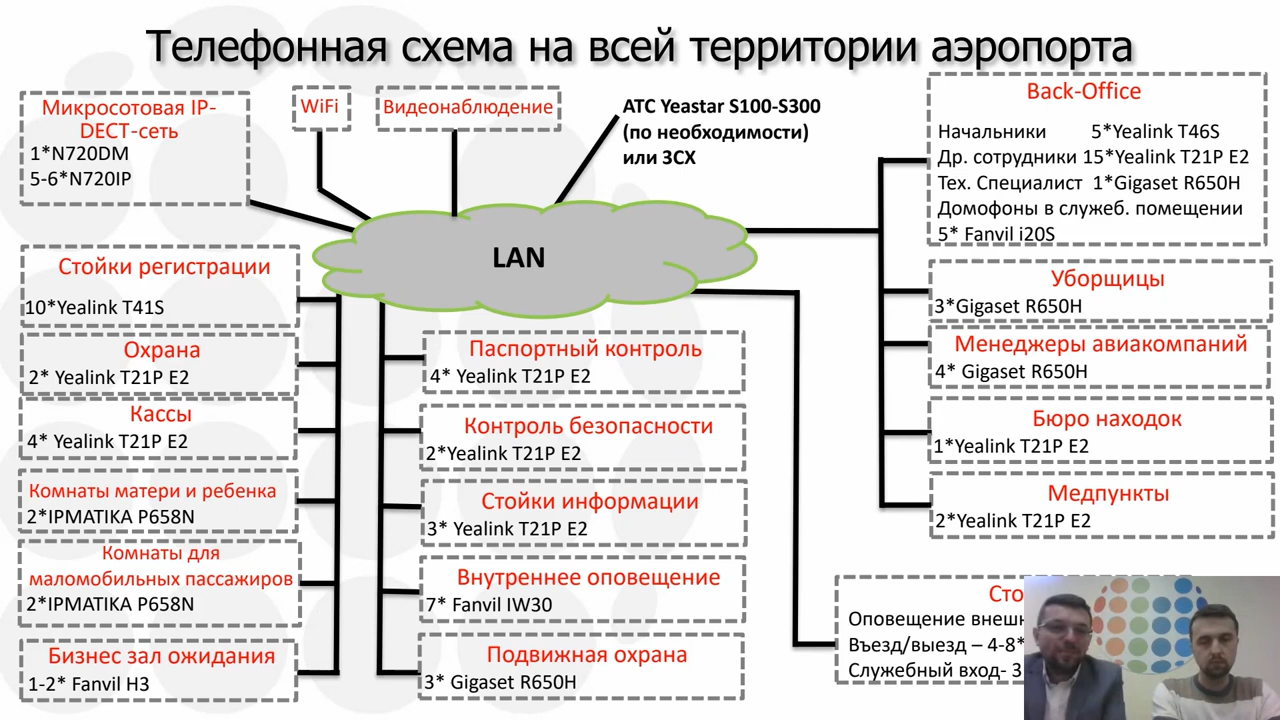 Телефонная схема на всей территории аэропорта
Микросотовая IP-
DECT-сеть
1*N720DM
5-6*N720IP
WiFi
Видеонаблюдение
АТС Yeastar S100-S300
(по необходимости)
или 3CX
Back-Office
Начальники 5*Yealink T46S
Др. сотрудники 15*Yealink T21P E2
Тех. Специалист 1*Gigaset R650H
Домофоны в служеб. помещении
5* Fanvil i20S
LAN
Стойки регистрации
10*Yealink T41S
Охрана
2* Yealink T21P E2
Кассы
4* Yealink T21P E2
Комнаты матери и ребенка
2*IPMATIKA P658N
Комнаты для
маломобильных пассажиров
2*IPMATIKA P658N
Бизнес зал ожидания
1-2* Fanvil H3
Паспортный контроль
4* Yealink T21P E2
Контроль безопасности
2*Yealink T21P E2
Стойки информации
3* Yealink T21P E2
Внутреннее оповещение
7* Fanvil IW30
Подвижная охрана
3* Gigaset R650H
Уборщицы
3*Gigaset R650H
Менеджеры авиакомпаний
4* Gigaset R650H
Бюро находок
1*Yealink T21P E2
Медпункты
2*Yealink T21P E2
Оповещение
Въезд/выезд – 4-8*
Служебный вход- 3